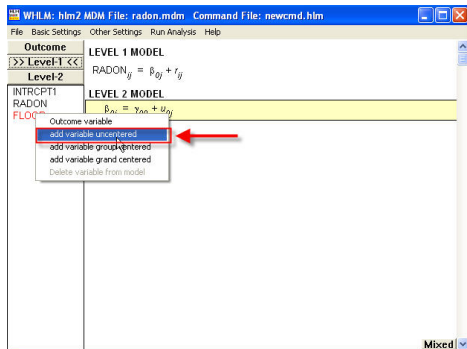 WHLM: hlm2 MDM File: radon.mdm Command File: newcmd.hlm
File Basic Settings Other Settings Run Analysis Help
Outcome
>> Level-1 <<
Level-2
INTRCPT1
RADON
FLOOR
LEVEL 1 MODEL
RADONij = β0j + rij
LEVEL 2 MODEL
β0j = γ00 + u0j
Outcome variable
add variable uncentered
add variable group centered
add variable grand centered
Delete variable from model
Mixed